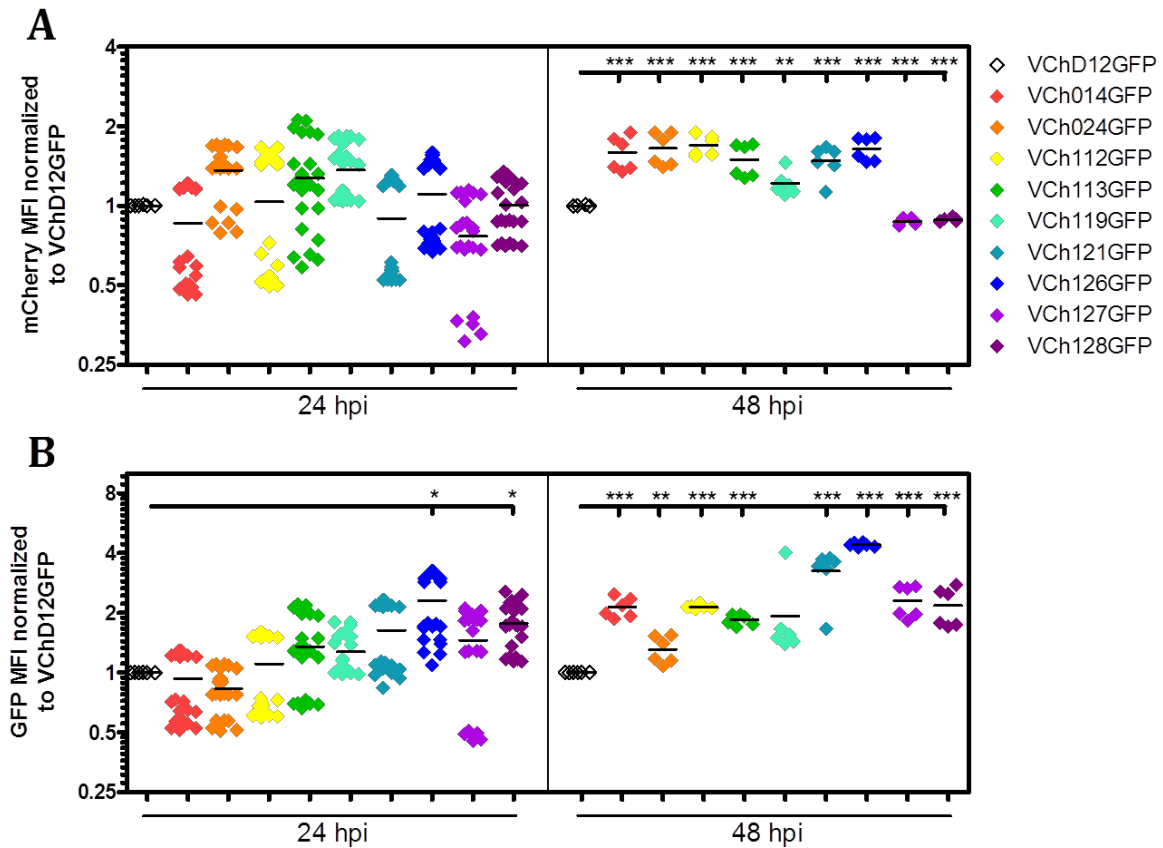 A
mCherry MFI normalized
to VChD12GFP
4
2
1
0.5
0.25
*** *** *** *** ** *** *** *** ***
24 hpi
48 hpi
VChD12GFP
VCh014GFP
VCh024GFP
VCh112GFP
VCh113GFP
VCh119GFP
VCh121GFP
VCh126GFP
VCh127GFP
VCh128GFP
B
GFP MFI normalized
to VChD12GFP
8
4
2
1
0.5
0.25
* *
*** ** *** *** *** *** *** ***
24 hpi
48 hpi